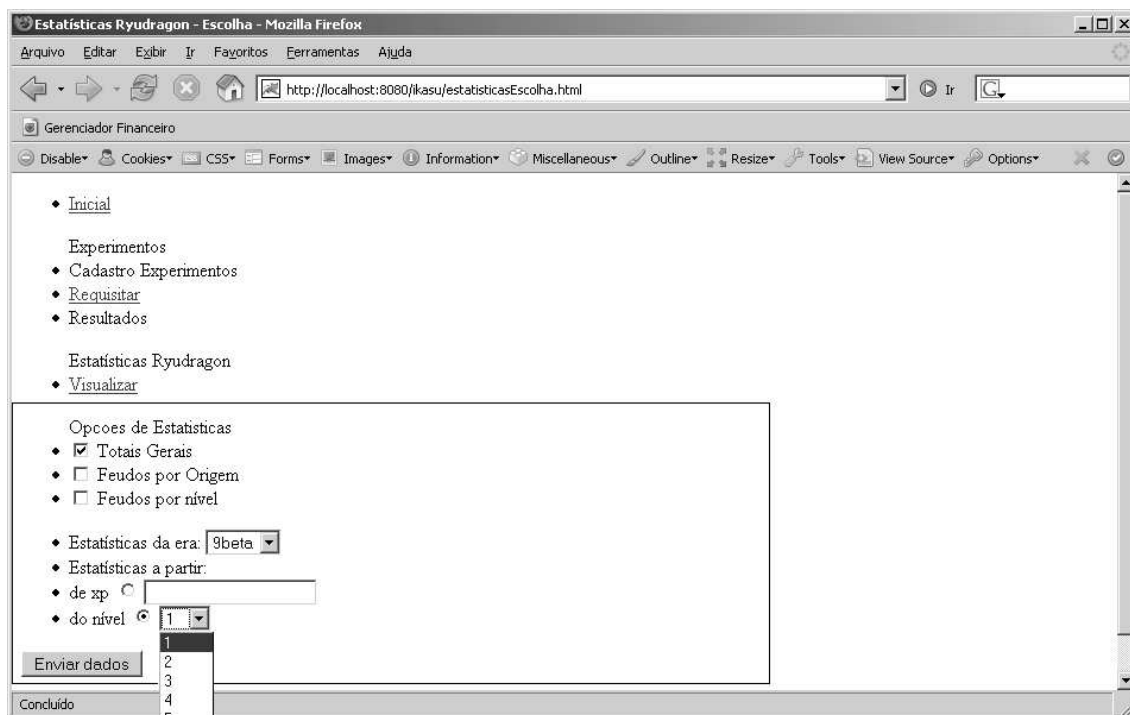 Estatísticas Ryudragon - Escolha - Mozilla Firefox
Arquivo Editar Exibir Ir Favoritos Ferramentas Ajuda
http://localhost:8080/ikasu/estatisticasEscolha.html Ir G
Gerenciador Financeiro
Disable Cookies CSS Forms Images Information Miscellaneous Outline Resize Tools View Source Options
Inicial
Experimentos
Cadastro Experimentos
Requisitar
Resultados
Estatísticas Ryudragon
Visualizar
Opcoes de Estatisticas
Totais Gerais
Feudos por Origem
Feudos por nível
Estatísticas da era: 9beta
Estatísticas a partir:
de xp
do nível 1
1
Enviar dados 2
3
4
Concluído